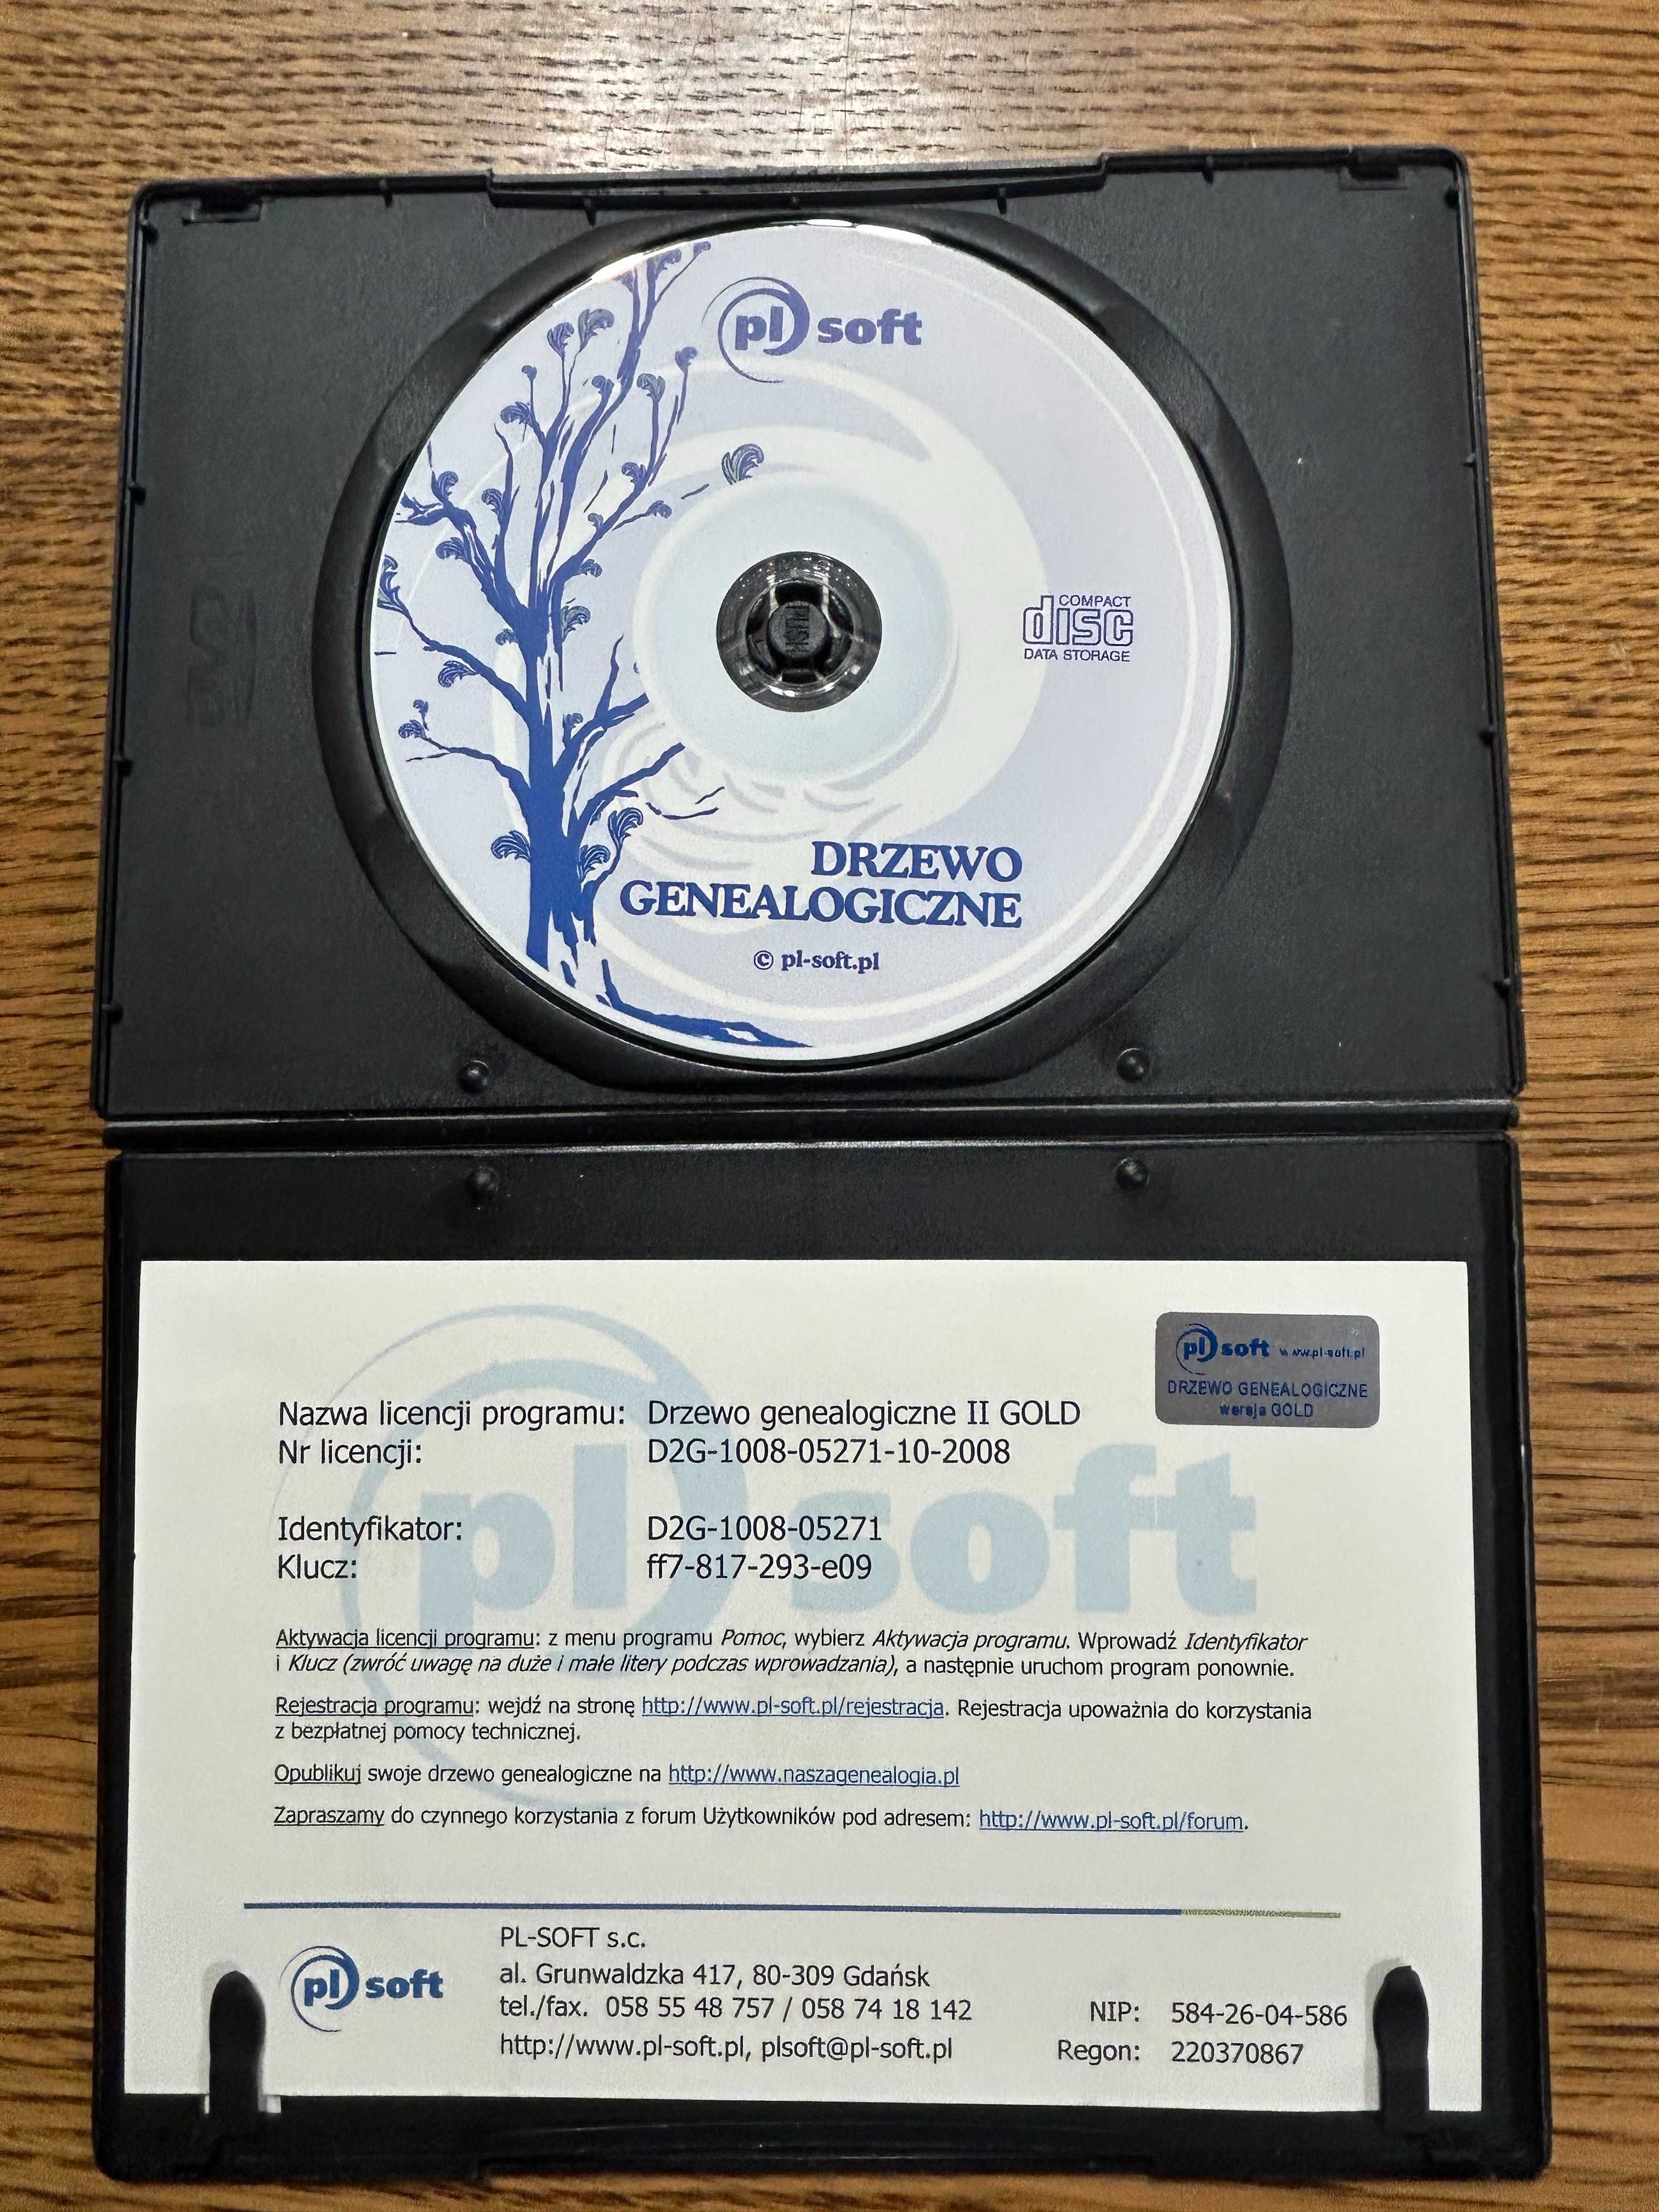 pl soft
COMPACT
disc
DATA STORAGE
DRZEWO
GENEALOGICZNE
© pl-soft.pl
PUSH
pl soft www.pl-soft.pl
DRZEWO GENEALOGICZNE
wersja GOLD
Nazwa licencji programu: Drzewo genealogiczne II GOLD
Nr licencji: D2G-1008-05271-10-2008
Identyfikator: D2G-1008-05271
Klucz: ff7-817-293-e09
pl soft
Aktywacja licencji programu: z menu programu Pomoc, wybierz Aktywacja programu. Wprowadź Identyfikator
i Klucz (zwróć uwagę na duże i małe litery podczas wprowadzania), a następnie uruchom program ponownie.
Rejestracja programu: wejdź na stronę http://www.pl-soft.pl/rejestracja. Rejestracja upoważnia do korzystania
z bezpłatnej pomocy technicznej.
Opublikuj swoje drzewo genealogiczne na http://www.naszagenealogia.pl
Zapraszamy do czynnego korzystania z forum Użytkowników pod adresem: http://www.pl-soft.pl/forum.
pl soft
PL-SOFT s.c.
al. Grunwaldzka 417, 80-309 Gdańsk
tel./fax. 058 55 48 757 / 058 74 18 142
http://www.pl-soft.pl, plsoft@pl-soft.pl
NIP: 584-26-04-586
Regon: 220370867